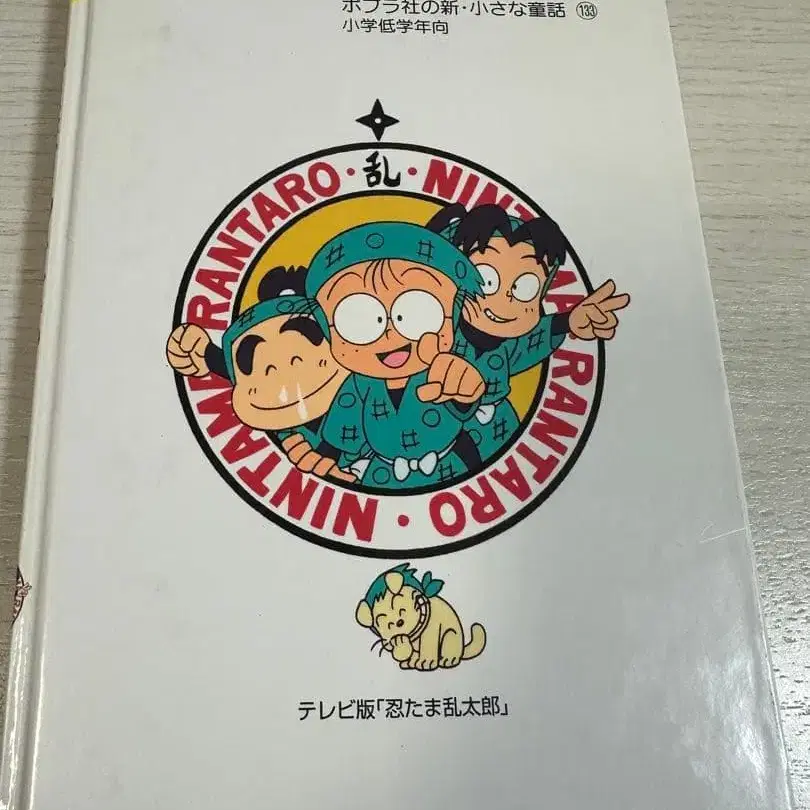 ポプラ社の新・小さな童話 133
小学低学年向
RANTARO・乱・NINTAMA RANTARO・NINTAMA
テレビ版「忍たま乱太郎」